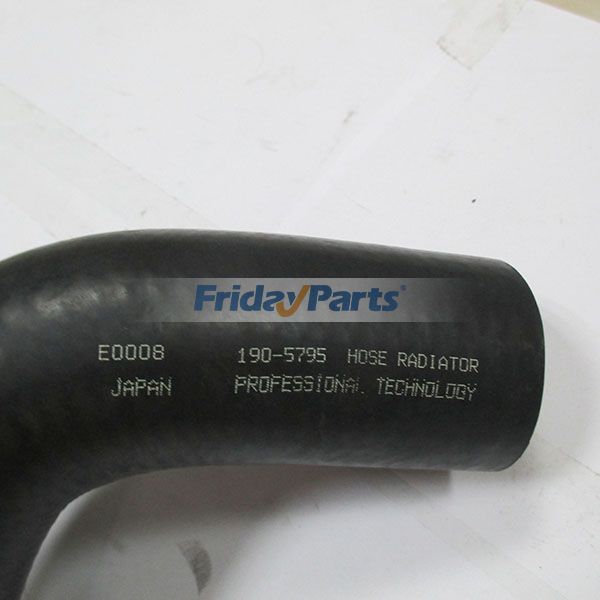 FridayParts®
E0008 190-5795 HOSE RADIATOR
JAPAN PROFESSIONAL TECHNOLOGY